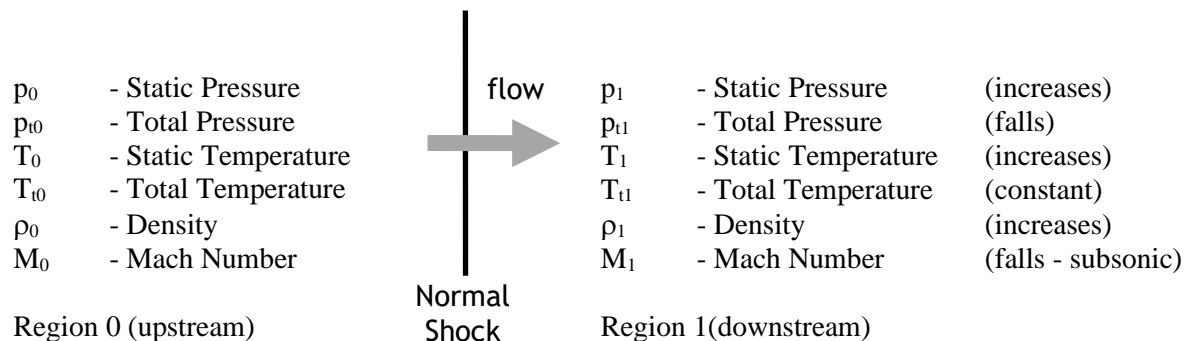 p₀ - Static Pressure flow p₁ - Static Pressure (increases)
pₜ₀ - Total Pressure pₜ₁ - Total Pressure (falls)
T₀ - Static Temperature T₁ - Static Temperature (increases)
Tₜ₀ - Total Temperature Tₜ₁ - Total Temperature (constant)
ρ₀ - Density ρ₁ - Density (increases)
M₀ - Mach Number M₁ - Mach Number (falls - subsonic)
Normal
Region 0 (upstream) Shock Region 1(downstream)